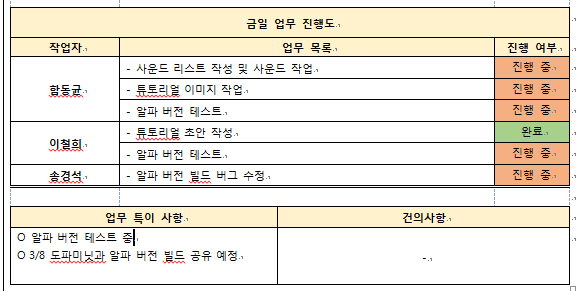 금일 업무 진행도
작업자 업무 목록 진행 여부
함동균 - 사운드 리스트 작성 및 사운드 작업 진행 중
- 튜토리얼 이미지 작업 진행 중
- 알파 버전 테스트 진행 중
이철희 - 튜토리얼 초안 작성 완료
- 알파 버전 테스트 진행 중
송경석 - 알파 버전 빌드 버그 수정 진행 중
업무 특이 사항 건의사항
O 알파 버전 테스트 중
O 3/8 도파미닛과 알파 버전 빌드 공유 예정 -